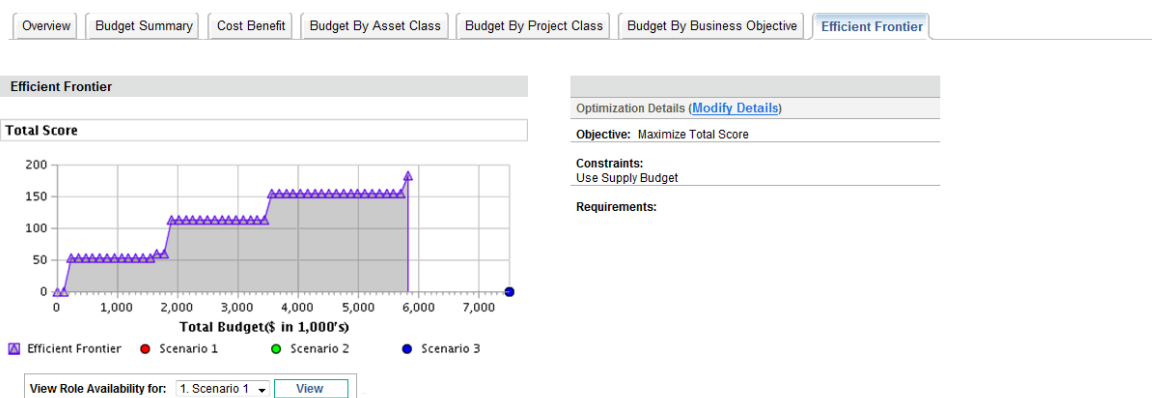 Overview Budget Summary Cost Benefit Budget By Asset Class Budget By Project Class Budget By Business Objective Efficient Frontier
Efficient Frontier
Total Score
200
150
100
50
0
0 1,000 2,000 3,000 4,000 5,000 6,000 7,000
Total Budget($ in 1,000's)
Efficient Frontier Scenario 1 Scenario 2 Scenario 3
View Role Availability for: 1. Scenario 1 View
Optimization Details (Modify Details)
Objective: Maximize Total Score
Constraints:
Use Supply Budget
Requirements: